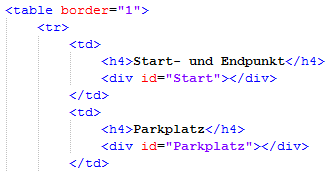 <table border="1">
<tr>
<td>
<h4>Start- und Endpunkt</h4>
<div id="Start"></div>
</td>
<td>
<h4>Parkplatz</h4>
<div id="Parkplatz"></div>
</td>